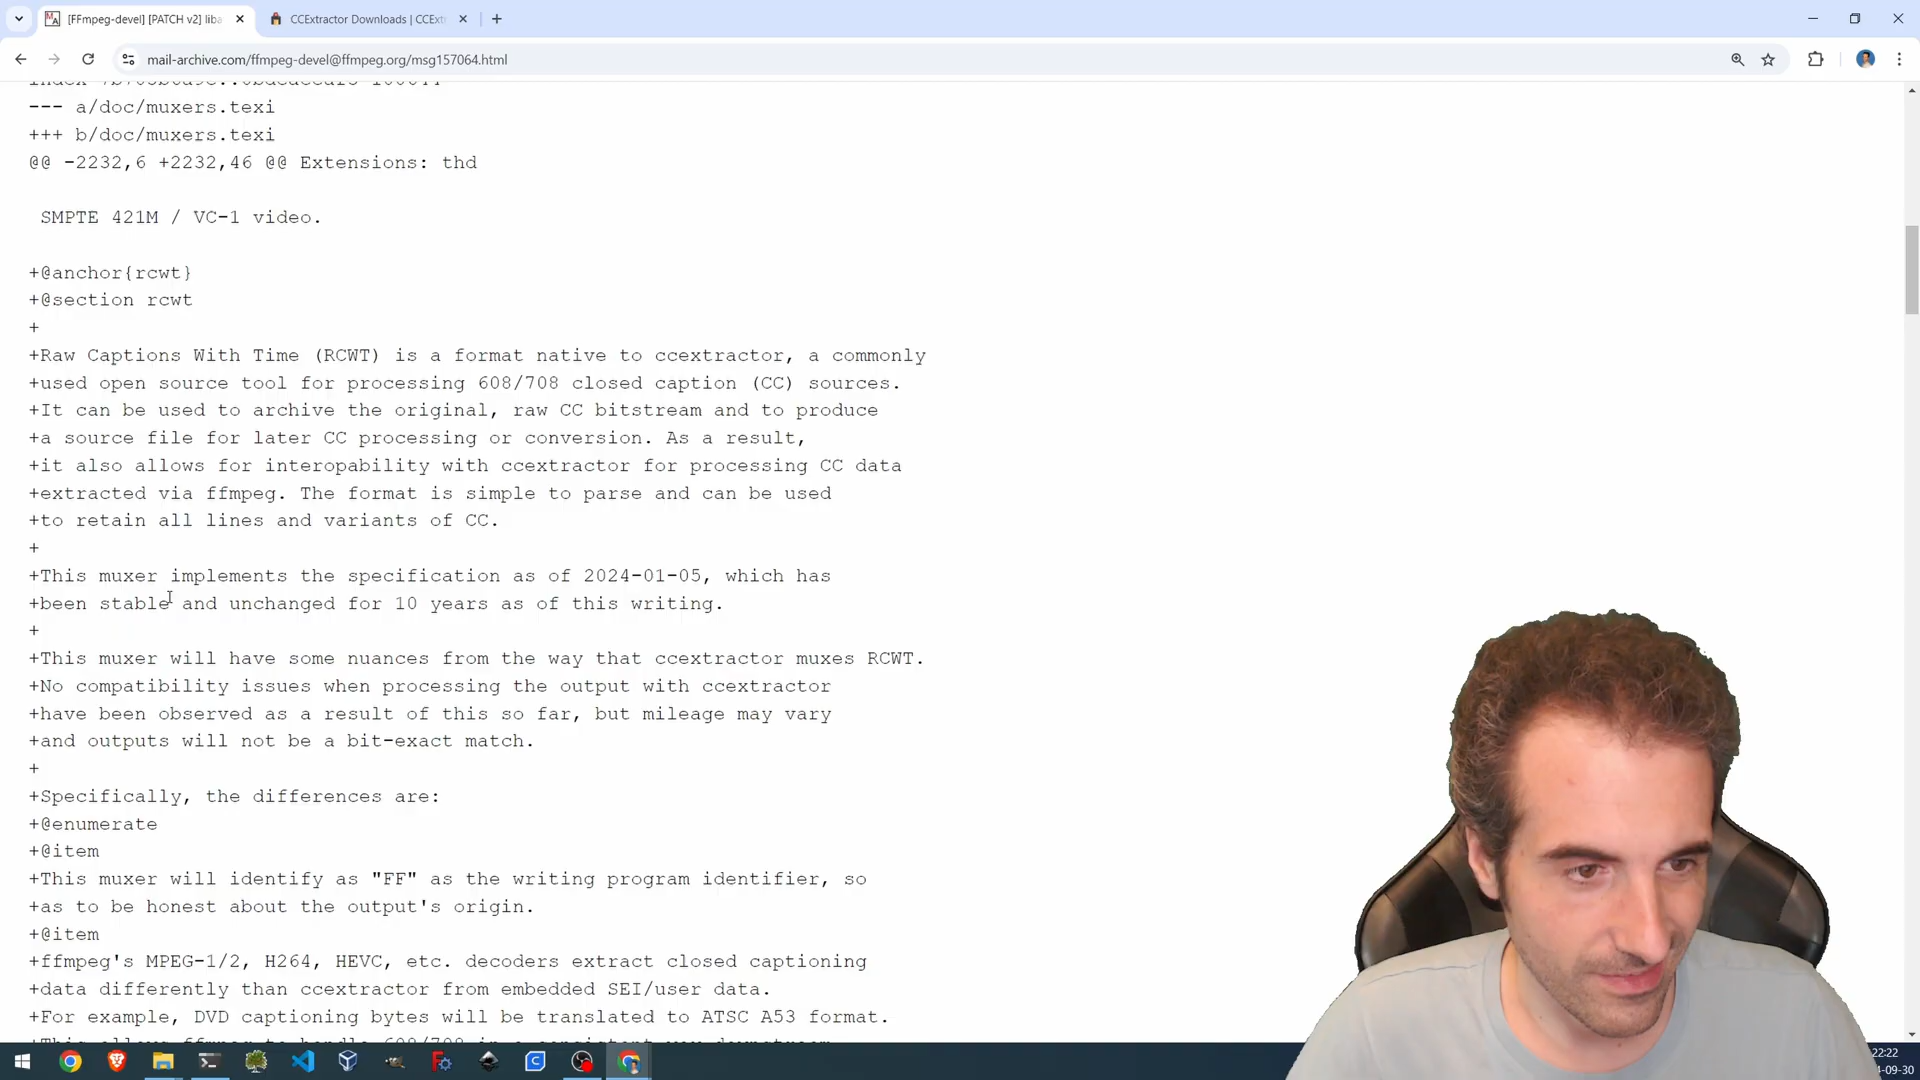 [FFmpeg-devel] [PATCH v2] liba
CCExtractor Downloads | CCExt
mail-archive.com/ffmpeg-devel@ffmpeg.org/msg157064.html
--- a/doc/muxers.texi
+++ b/doc/muxers.texi
@@ -2232,6 +2232,46 @@ Extensions: thd
SMPTE 421M / VC-1 video.
+@anchor{rcwt}
+@section rcwt
+
+Raw Captions With Time (RCWT) is a format native to ccextractor, a commonly
+used open source tool for processing 608/708 closed caption (CC) sources.
+It can be used to archive the original, raw CC bitstream and to produce
+a source file for later CC processing or conversion. As a result,
+it also allows for interopability with ccextractor for processing CC data
+extracted via ffmpeg. The format is simple to parse and can be used
+to retain all lines and variants of CC.
+
+This muxer implements the specification as of 2024-01-05, which has
+been stable and unchanged for 10 years as of this writing.
+
+This muxer will have some nuances from the way that ccextractor muxes RCWT.
+No compatibility issues when processing the output with ccextractor
+have been observed as a result of this so far, but mileage may vary
+and outputs will not be a bit-exact match.
+
+Specifically, the differences are:
+@enumerate
+@item
+This muxer will identify as "FF" as the writing program identifier, so
+as to be honest about the output's origin.
+@item
+ffmpeg's MPEG-1/2, H264, HEVC, etc. decoders extract closed captioning
+data differently than ccextractor from embedded SEI/user data.
+For example, DVD captioning bytes will be translated to ATSC A53 format.
22:22
4-09-30